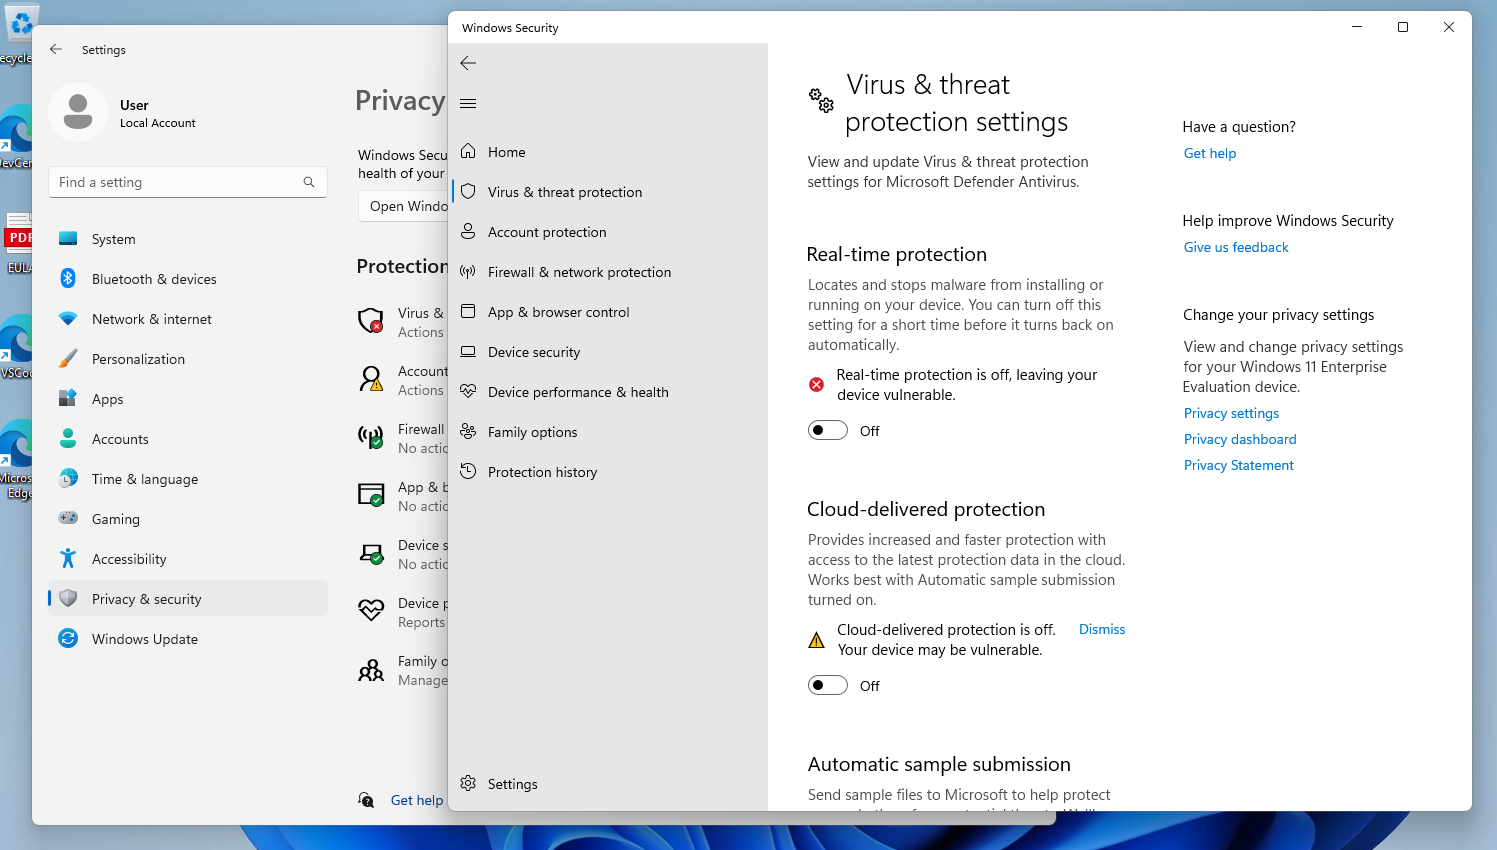 Recycle
DevCen
PDF
EULA
VSCod
Micros
Edge
Settings
User
Local Account
Find a setting
System
Bluetooth & devices
Network & internet
Personalization
Apps
Accounts
Time & language
Gaming
Accessibility
Privacy & security
Windows Update
Privacy
Windows Secu
health of your
Open Windo
Protection
Virus &
Actions
Account
Actions
Firewall
No actio
App & b
No actio
Device s
No actio
Device p
Reports
Family o
Manage
Get help
Windows Security
Home
Virus & threat protection
Account protection
Firewall & network protection
App & browser control
Device security
Device performance & health
Family options
Protection history
Settings
Virus & threat
protection settings
View and update Virus & threat protection
settings for Microsoft Defender Antivirus.
Real-time protection
Locates and stops malware from installing or
running on your device. You can turn off this
setting for a short time before it turns back on
automatically.
Real-time protection is off, leaving your
device vulnerable.
Off
Cloud-delivered protection
Provides increased and faster protection with
access to the latest protection data in the cloud.
Works best with Automatic sample submission
turned on.
Cloud-delivered protection is off.
Your device may be vulnerable.
Dismiss
Off
Automatic sample submission
Send sample files to Microsoft to help protect
Have a question?
Get help
Help improve Windows Security
Give us feedback
Change your privacy settings
View and change privacy settings
for your Windows 11 Enterprise
Evaluation device.
Privacy settings
Privacy dashboard
Privacy Statement